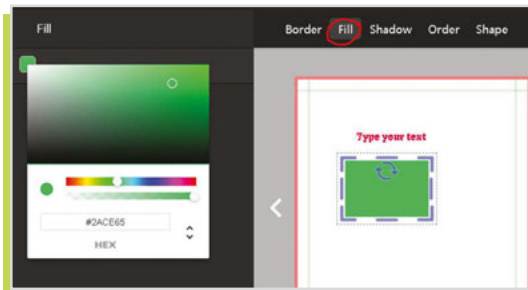 Fill
Border Fill Shadow Order Shape
Type your text
#2ACE65
HEX